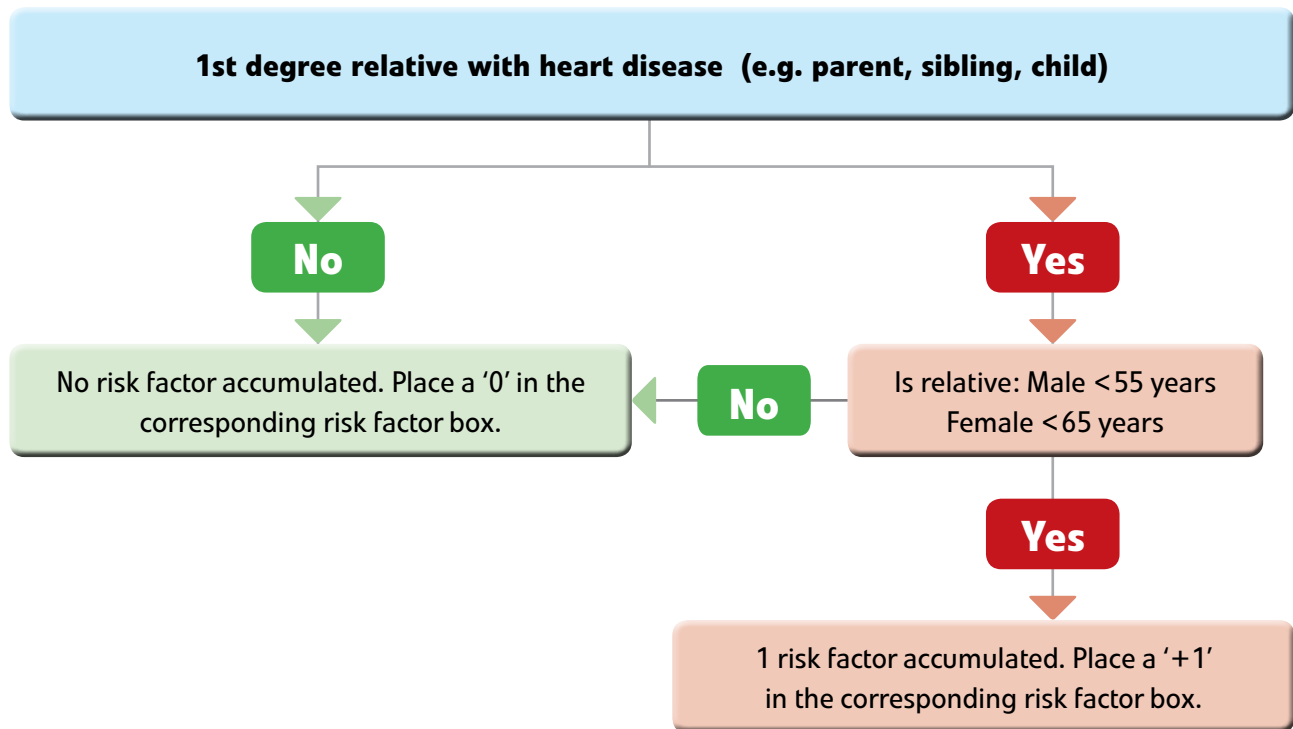 1st degree relative with heart disease (e.g. parent, sibling, child)
No
Yes
No risk factor accumulated. Place a ‘0’ in the
corresponding risk factor box.
No
Is relative: Male <55 years
Female <65 years
Yes
1 risk factor accumulated. Place a ‘+1’
in the corresponding risk factor box.